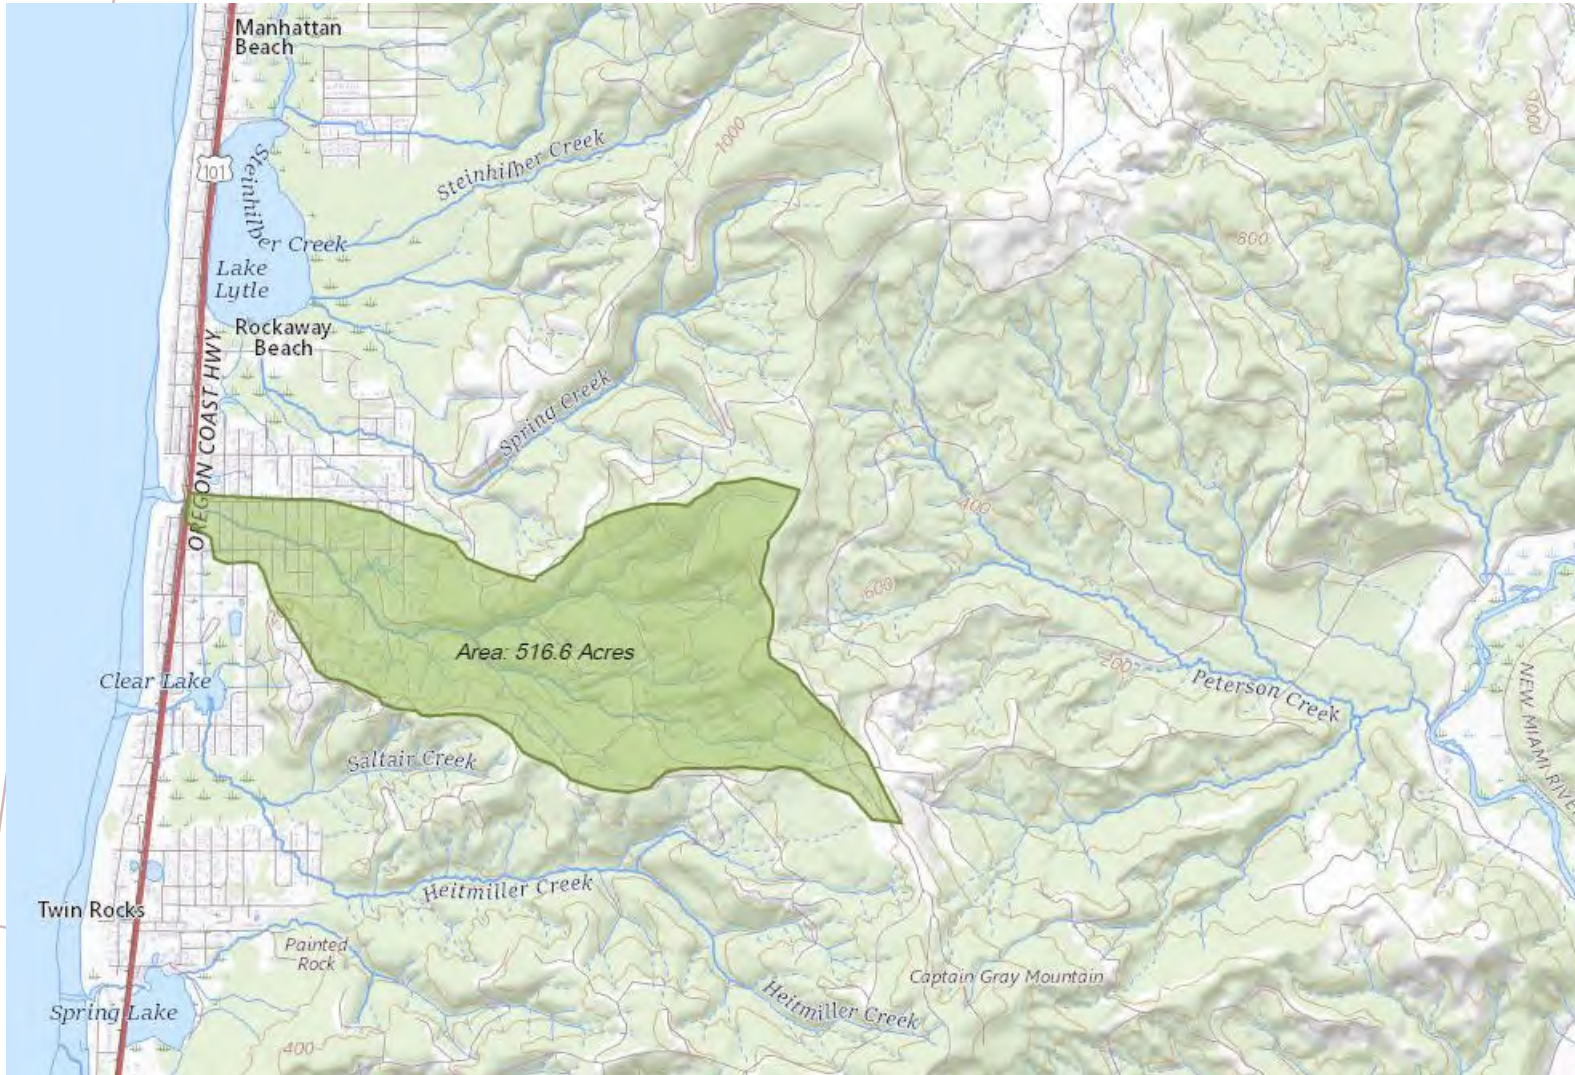 Manhattan
Beach
1000
1000
Steinhilber Creek
101
Steinhilber Creek
800
Lake
Lytle
Rockaway
Beach
OREGON COAST HWY
Spring Creek
400
600
Area: 516.6 Acres
200
Peterson Creek
Clear Lake
NEW MIAMI RIVER
Saltair Creek
Heitmiller Creek
Twin Rocks
Painted
Rock
Captain Gray Mountain
Heitmiller Creek
Spring Lake
400